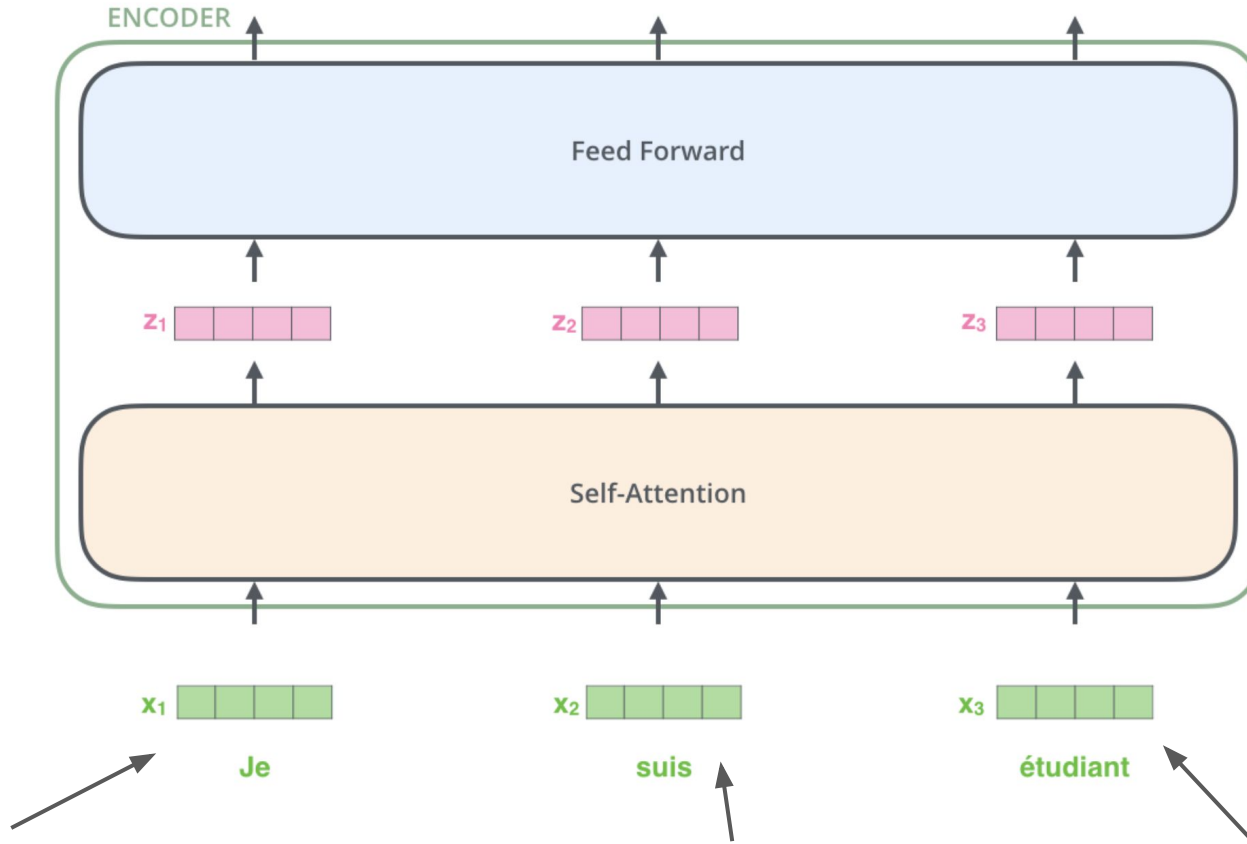 ENCODER
Feed Forward
z₁ z₂ z₃
Self-Attention
x₁ x₂ x₃
Je suis étudiant